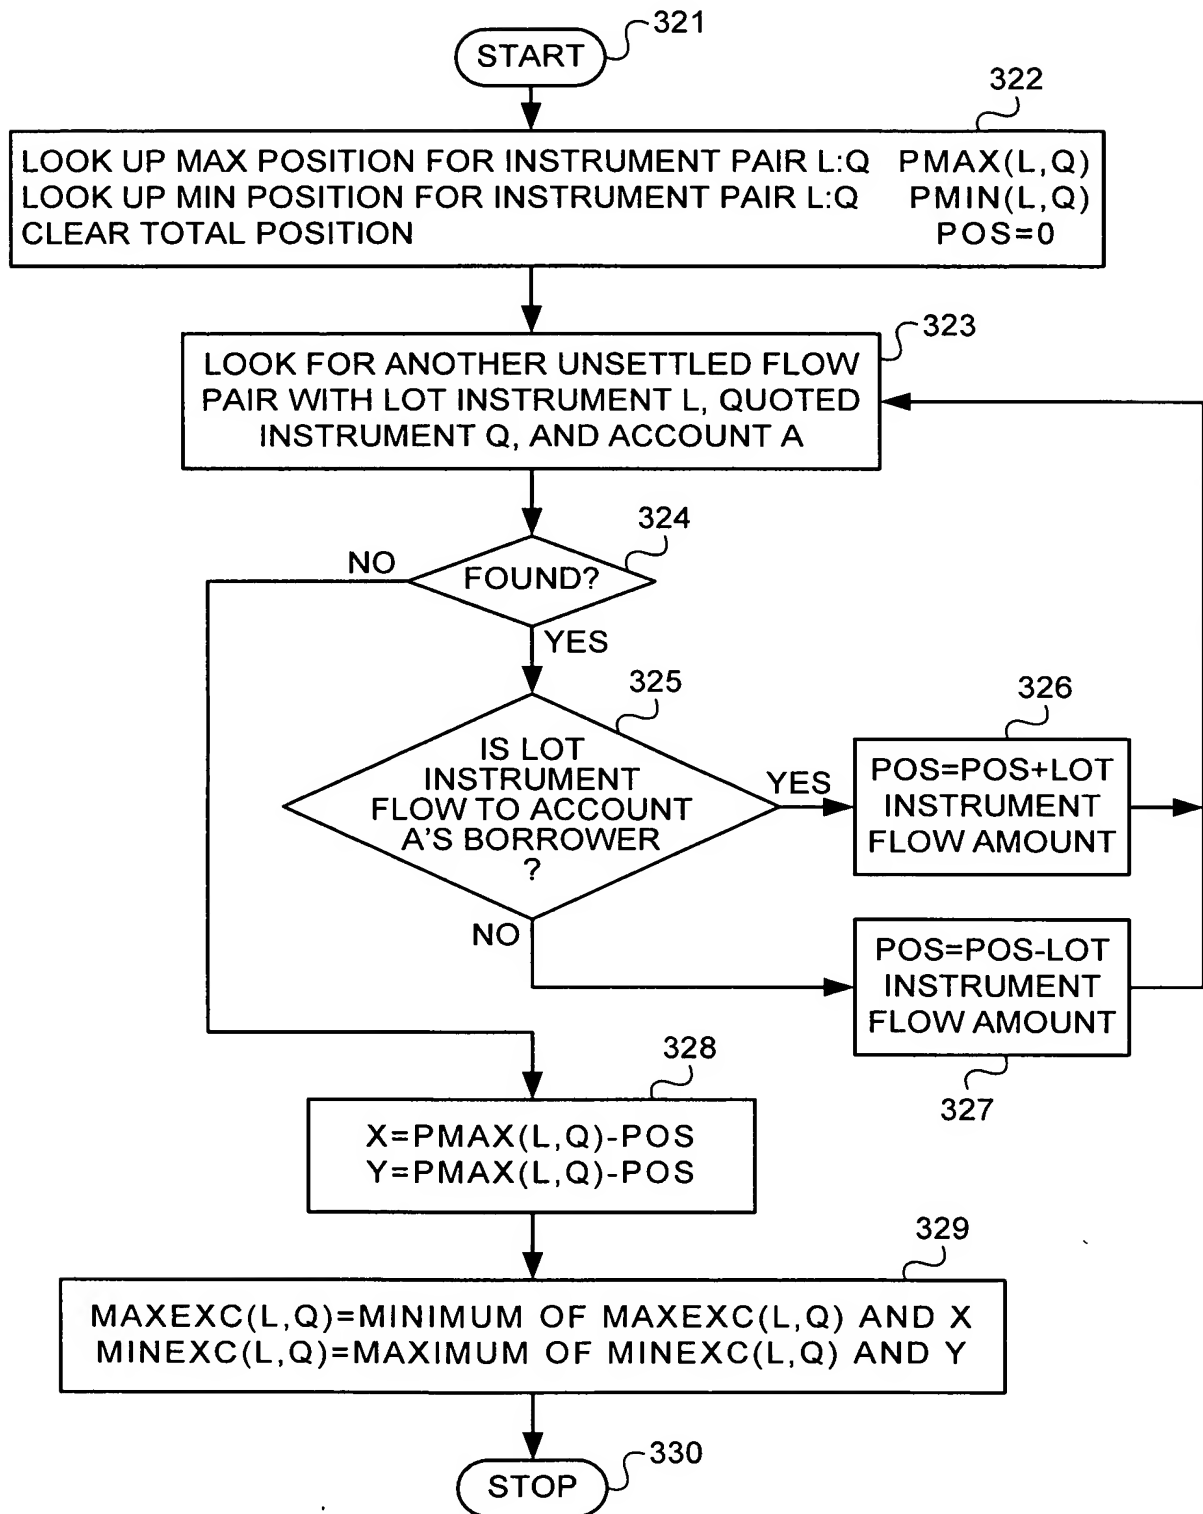 321
START
322
LOOK UP MAX POSITION FOR INSTRUMENT PAIR L:Q PMAX(L,Q)
LOOK UP MIN POSITION FOR INSTRUMENT PAIR L:Q PMIN(L,Q)
CLEAR TOTAL POSITION POS=0
323
LOOK FOR ANOTHER UNSETTLED FLOW
PAIR WITH LOT INSTRUMENT L, QUOTED
INSTRUMENT Q, AND ACCOUNT A
324
NO
FOUND?
YES
325
IS LOT
INSTRUMENT
FLOW TO ACCOUNT
A'S BORROWER
?
YES
326
POS=POS+LOT
INSTRUMENT
FLOW AMOUNT
NO
POS=POS-LOT
INSTRUMENT
FLOW AMOUNT
327
328
X=PMAX(L,Q)-POS
Y=PMAX(L,Q)-POS
329
MAXEXC(L,Q)=MINIMUM OF MAXEXC(L,Q) AND X
MINEXC(L,Q)=MAXIMUM OF MINEXC(L,Q) AND Y
330
STOP